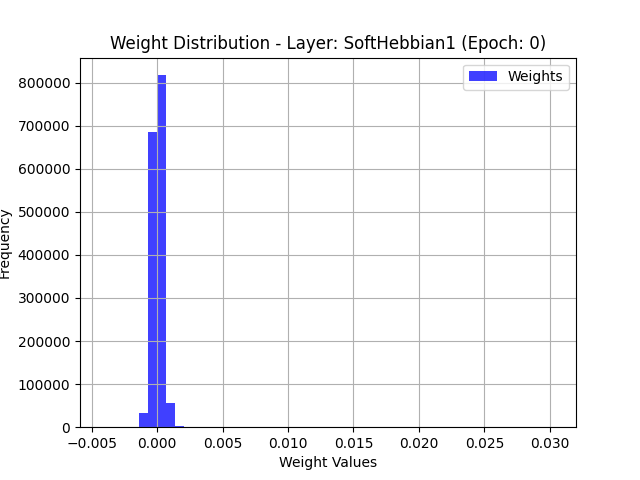 Weight Distribution - Layer: SoftHebbian1 (Epoch: 0)
Weights
800000
700000
600000
500000
400000
300000
200000
100000
0
Frequency
−0.005 0.000 0.005 0.010 0.015 0.020 0.025 0.030
Weight Values